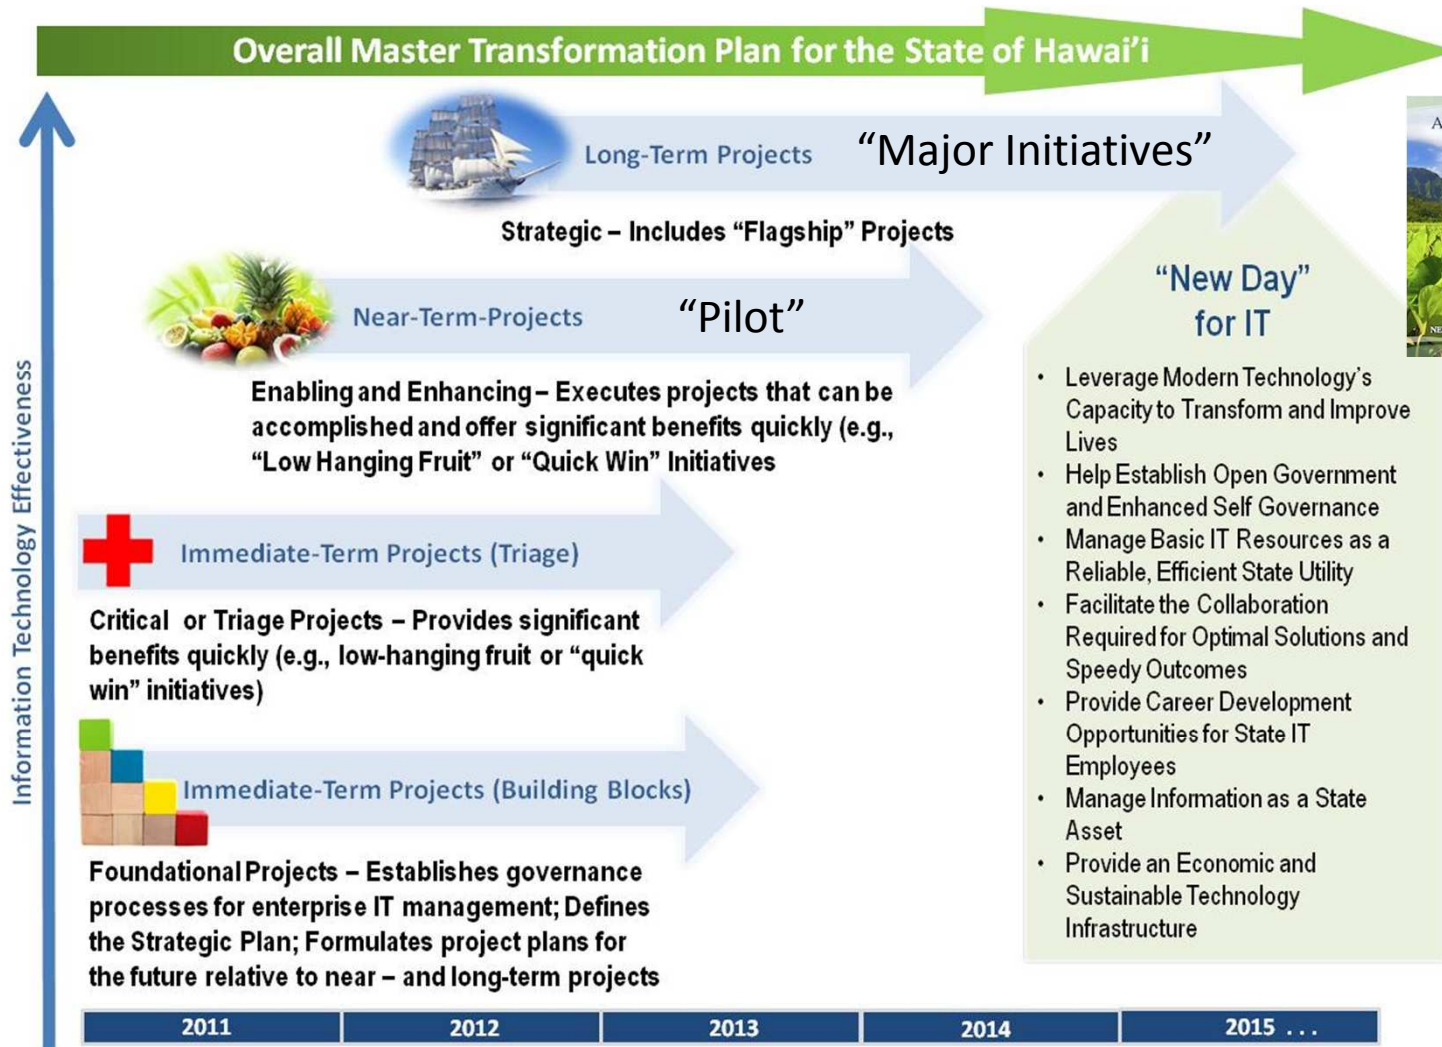 Overall Master Transformation Plan for the State of Hawai'i
Information Technology Effectiveness
Long-Term Projects “Major Initiatives”
Strategic – Includes “Flagship” Projects
Near-Term-Projects “Pilot”
Enabling and Enhancing – Executes projects that can be
accomplished and offer significant benefits quickly (e.g.,
“Low Hanging Fruit” or “Quick Win” Initiatives
Immediate-Term Projects (Triage)
Critical or Triage Projects – Provides significant
benefits quickly (e.g., low-hanging fruit or “quick
win” initiatives)
Immediate-Term Projects (Building Blocks)
Foundational Projects – Establishes governance
processes for enterprise IT management; Defines
the Strategic Plan; Formulates project plans for
the future relative to near – and long-term projects
“New Day”
for IT
• Leverage Modern Technology’s
Capacity to Transform and Improve
Lives
• Help Establish Open Government
and Enhanced Self Governance
• Manage Basic IT Resources as a
Reliable, Efficient State Utility
• Facilitate the Collaboration
Required for Optimal Solutions and
Speedy Outcomes
• Provide Career Development
Opportunities for State IT
Employees
• Manage Information as a State
Asset
• Provide an Economic and
Sustainable Technology
Infrastructure
A
NE
2011 2012 2013 2014 2015 . . .